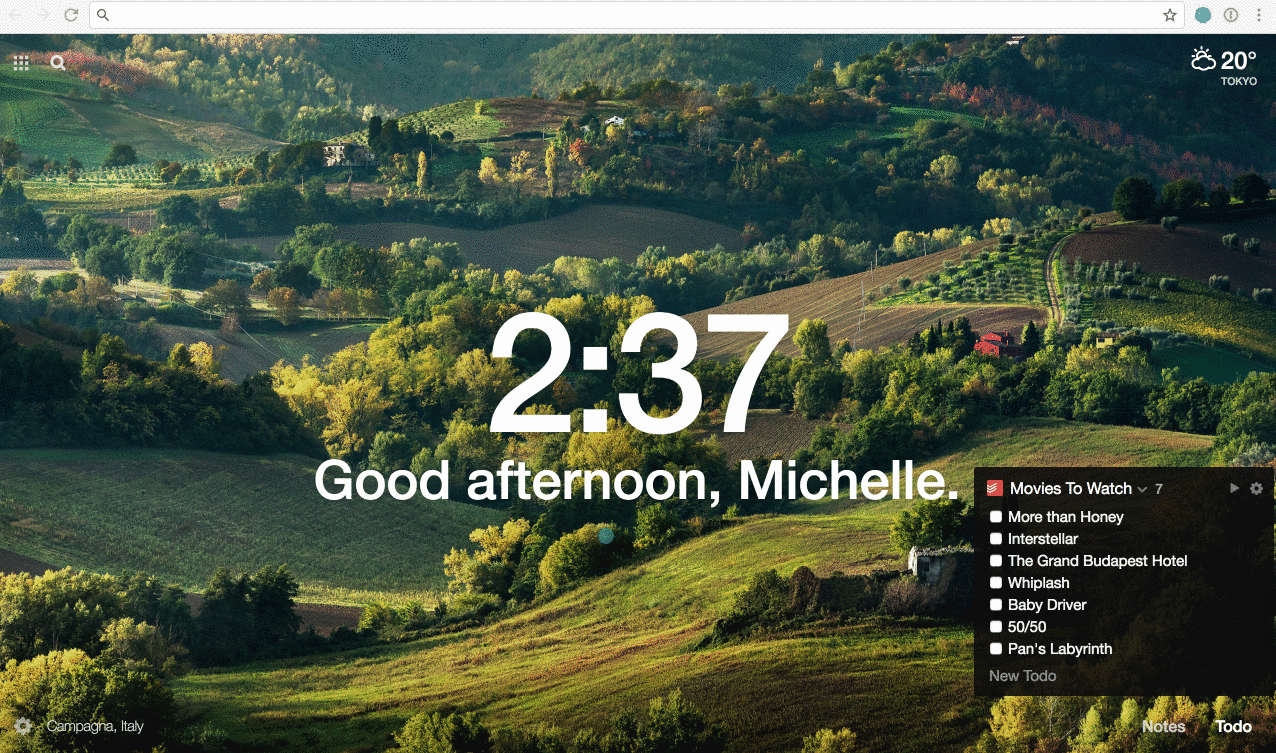 20°
TOKYO
2:37
Good afternoon, Michelle.
Movies To Watch 7
More than Honey
Interstellar
The Grand Budapest Hotel
Whiplash
Baby Driver
50/50
Pan's Labyrinth
New Todo
Campagna, Italy
Notes Todo